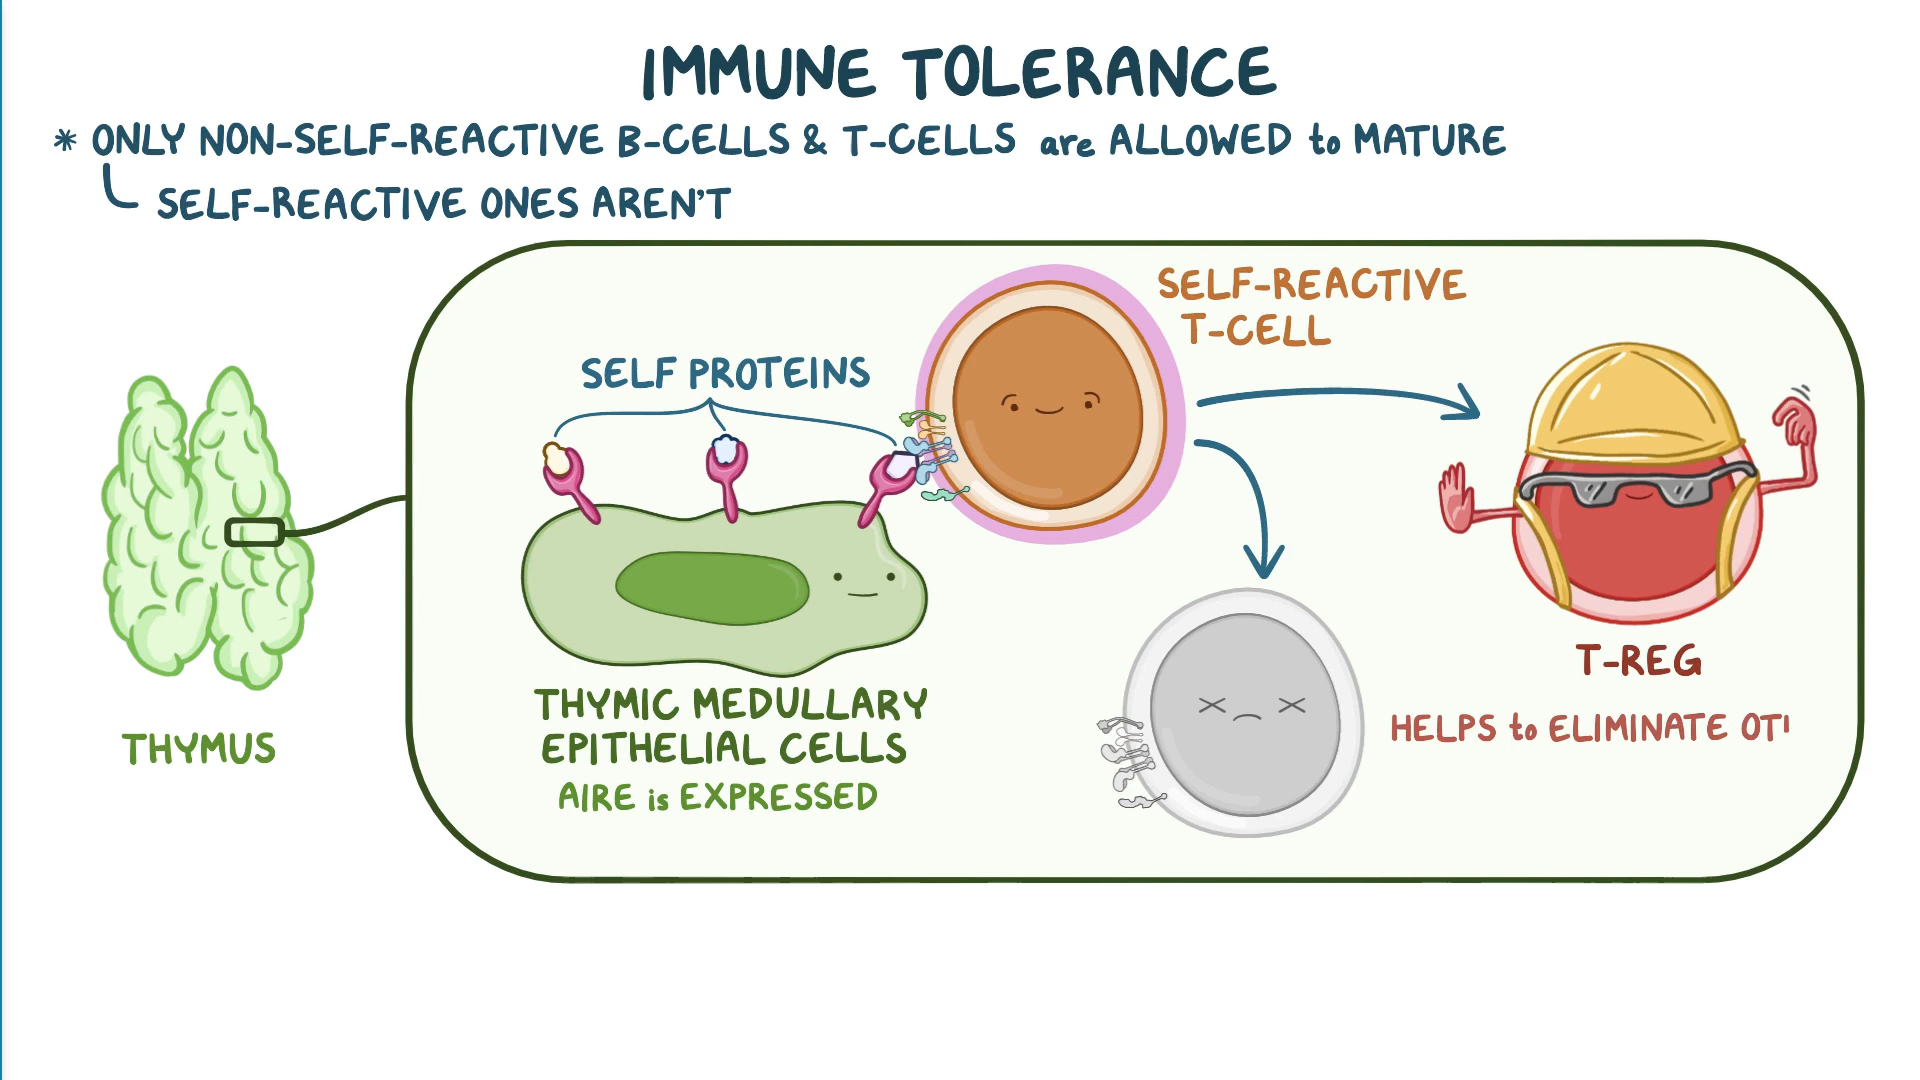 IMMUNE TOLERANCE
* ONLY NON-SELF-REACTIVE B-CELLS & T-CELLS are ALLOWED to MATURE
SELF-REACTIVE ONES AREN'T
SELF-REACTIVE
T-CELL
SELF PROTEINS
THYMUS
THYMIC MEDULLARY
EPITHELIAL CELLS
AIRE is EXPRESSED
T-REG
HELPS to ELIMINATE